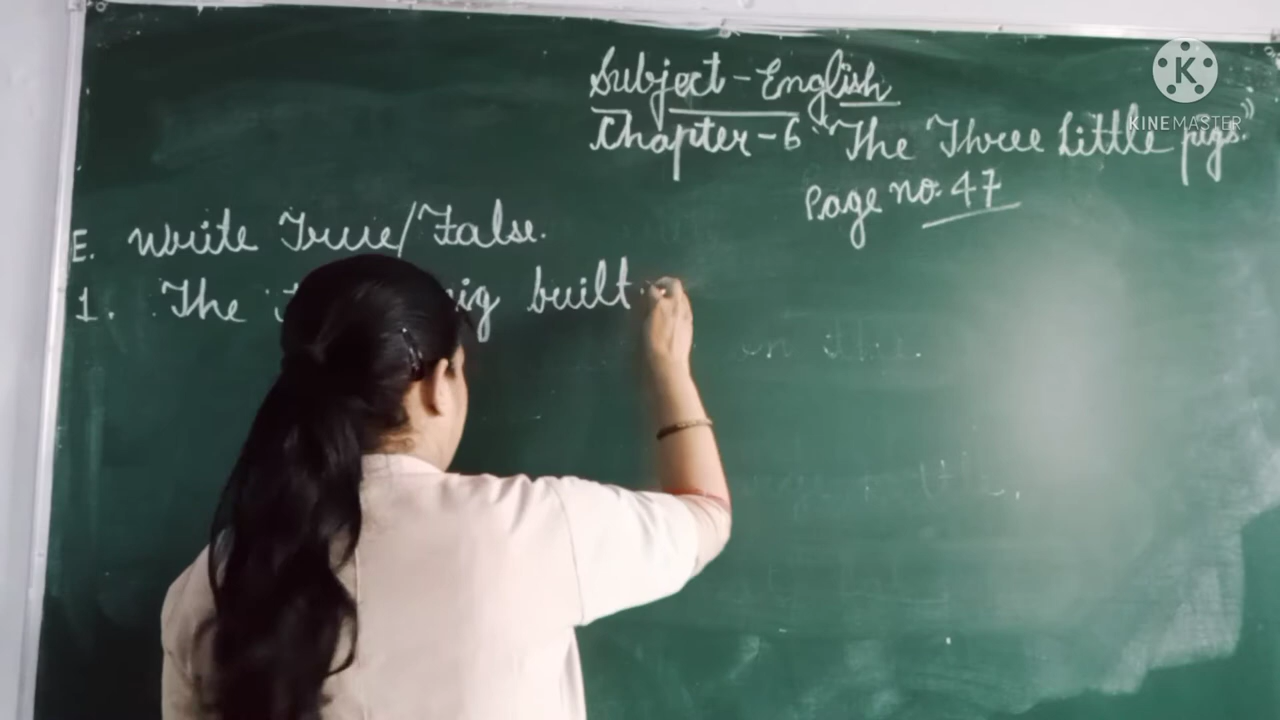 Subject - English
Chapter - 6 "The Three Little pigs."
Page no. 47
E. Write True/False.
1. The pig built
K
KINEMASTER